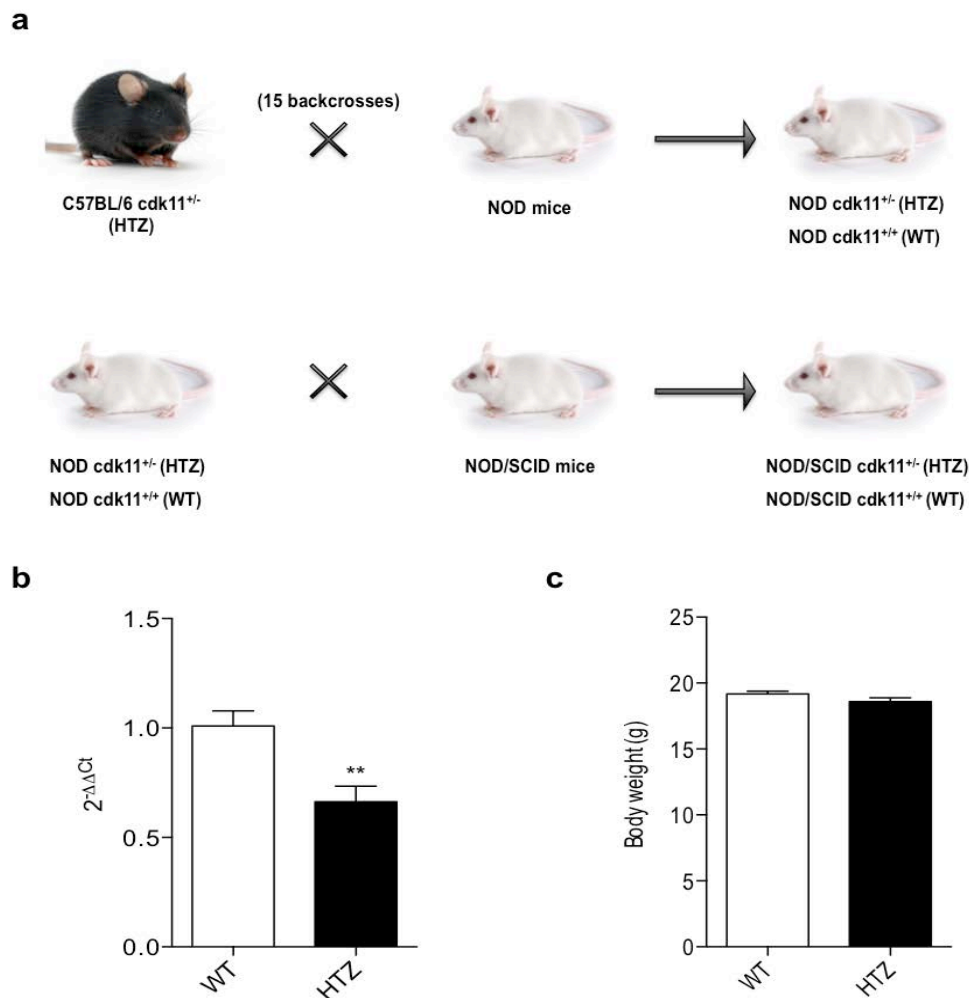 a
(15 backcrosses)
C57BL/6 cdk11⁺/⁻
(HTZ)
NOD mice
NOD cdk11⁺/⁻ (HTZ)
NOD cdk11⁺/⁺ (WT)
NOD cdk11⁺/⁻ (HTZ)
NOD cdk11⁺/⁺ (WT)
NOD/SCID mice
NOD/SCID cdk11⁺/⁻ (HTZ)
NOD/SCID cdk11⁺/⁺ (WT)
b
2^-ΔΔCt
1.5
1.0
0.5
0.0
**
WT
HTZ
c
Body weight (g)
25
20
15
10
5
0
WT
HTZ